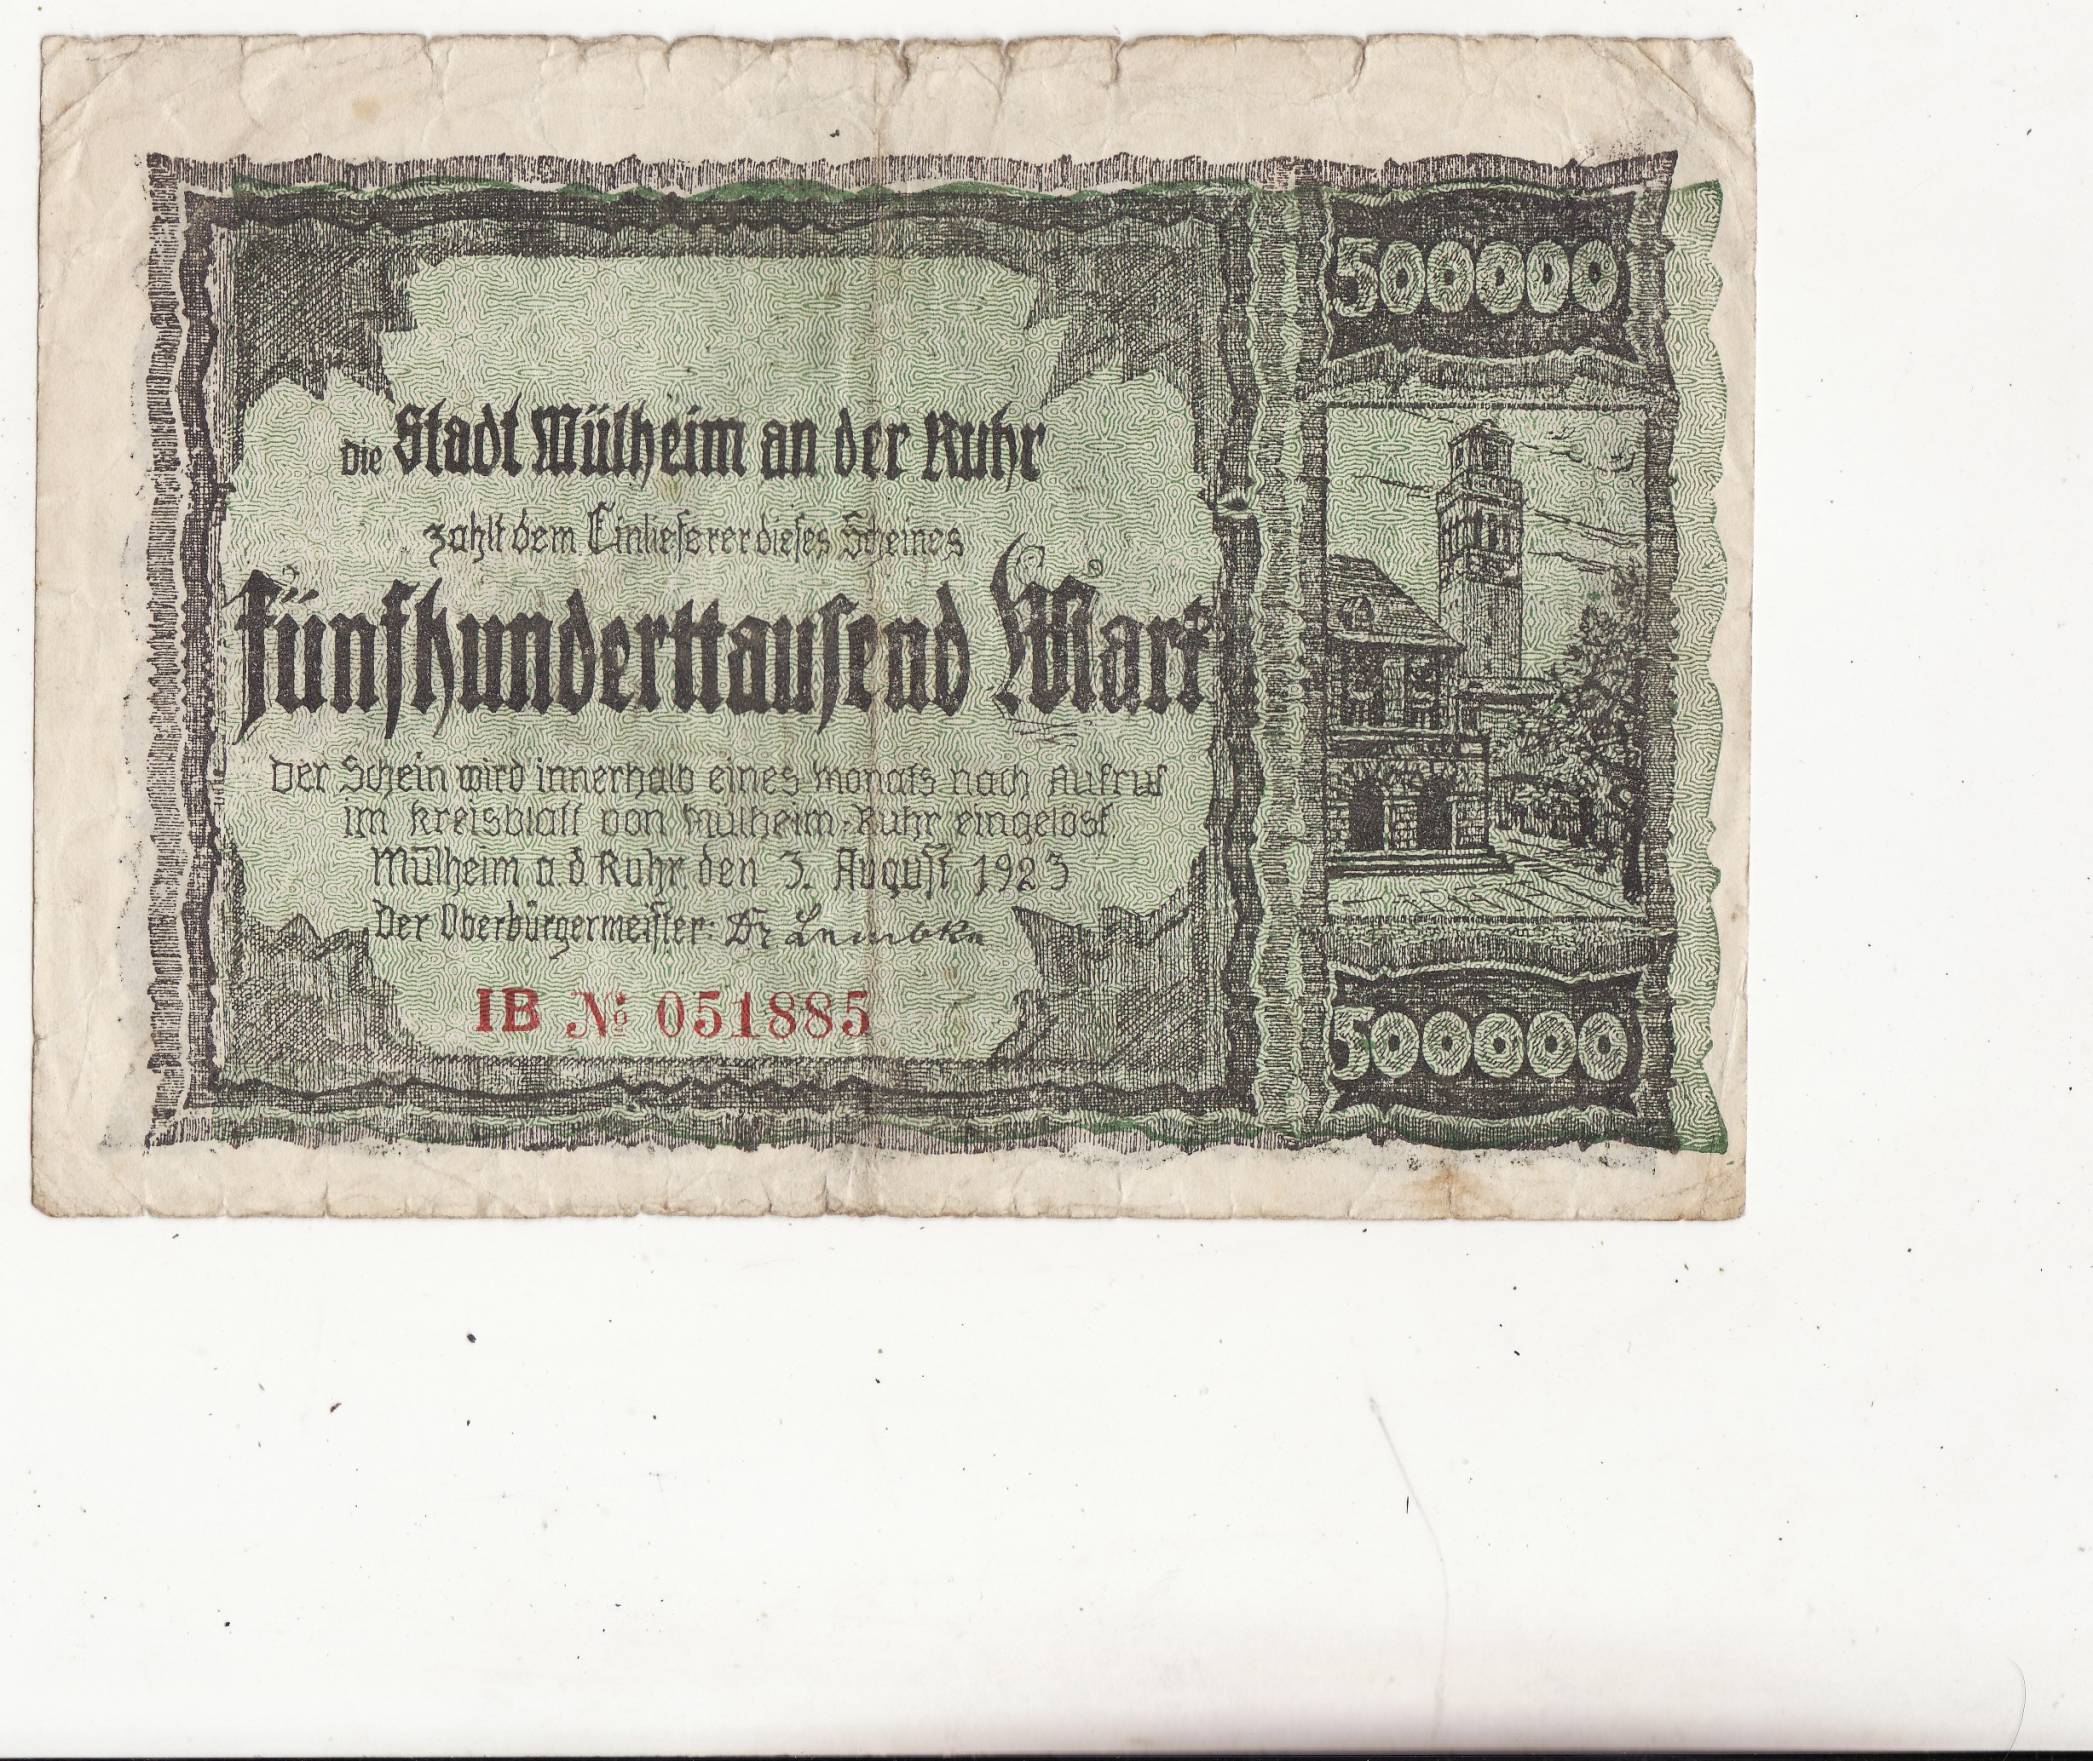 500000
Die Stadt Mülheim an der Ruhr
zahlt dem Einlieferer dieses Scheines
fünfhunderttausend Mark
Der Schein wird innerhalb eines Monats nach Aufruf
im Kreisblatt von Mülheim-Ruhr eingelöst
Mülheim a.d. Ruhr, den 3. August 1923
Der Oberbürgermeister: Dr Lembke
IB № 051885
500000